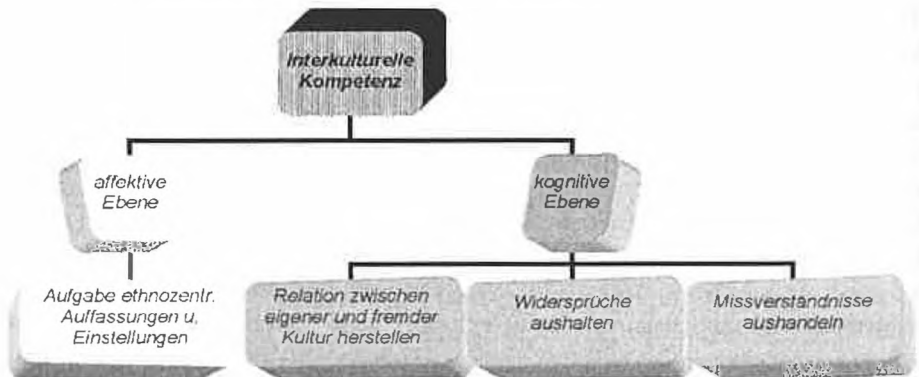 Interkulturelle
Kompetenz
affektive
Ebene
kognitive
Ebene
Aufgabe ethnozentr.
Auffassungen u.
Einstellungen
Relation zwischen
eigener und fremder
Kultur herstellen
Widersprüche
aushalten
Missverständnisse
aushandeln